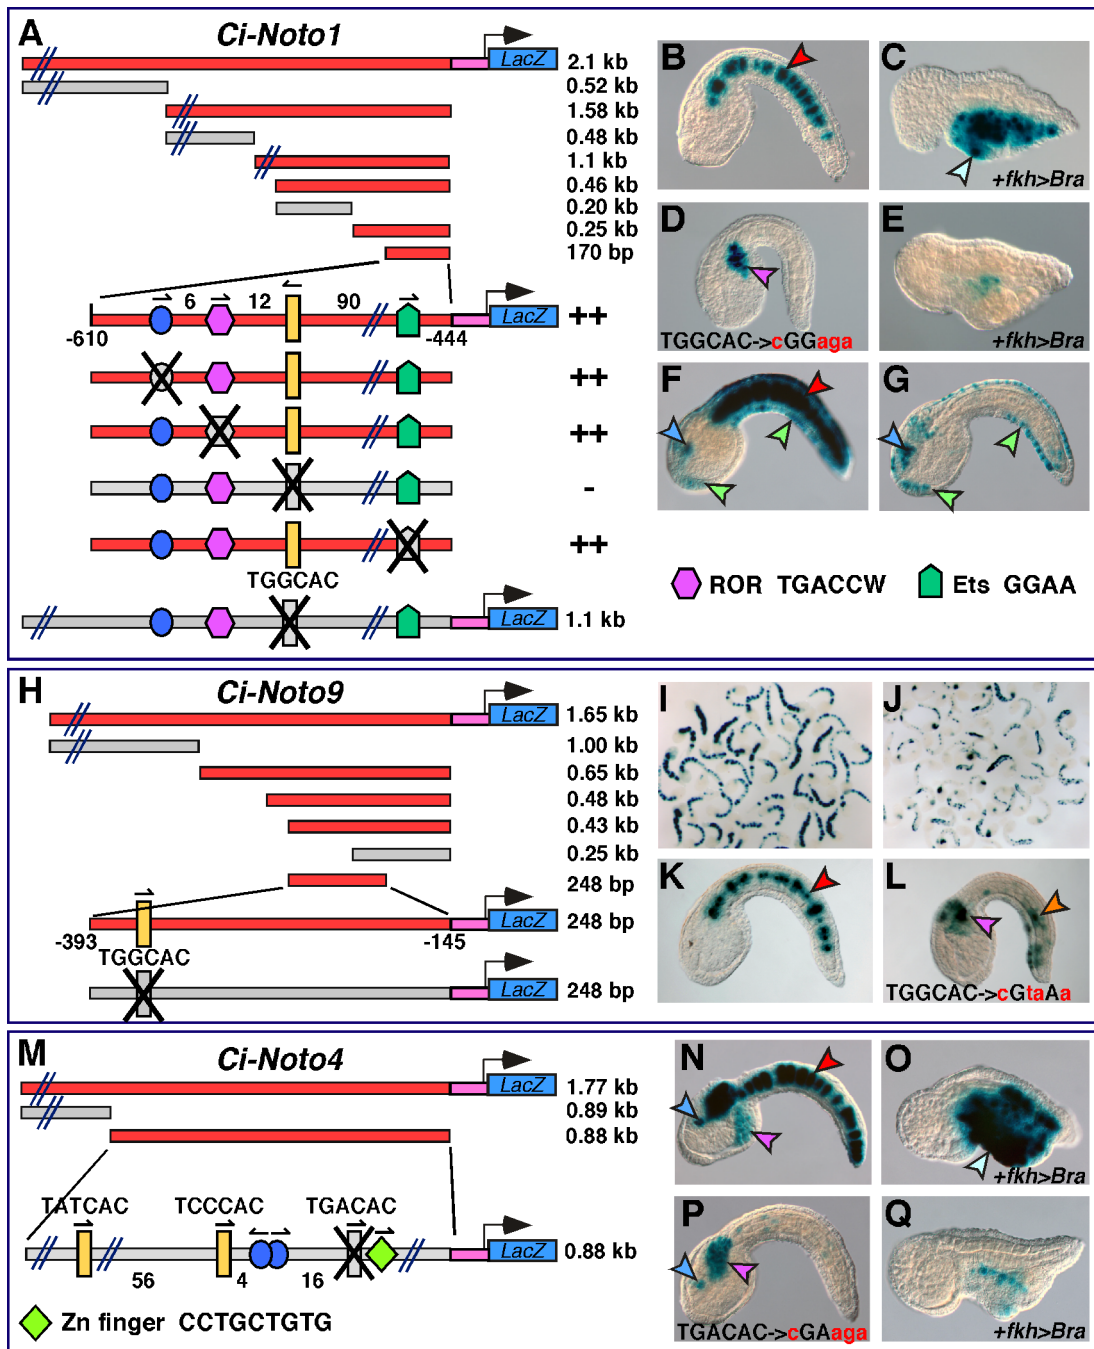 A
Ci-Noto1
LacZ
2.1 kb
0.52 kb
1.58 kb
0.48 kb
1.1 kb
0.46 kb
0.20 kb
0.25 kb
170 bp
6 12 90
LacZ
++
-610
-444
++
++
-
++
TGGCAC
LacZ
1.1 kb
B
C
+fkh>Bra
D
TGGCAC->cGGaga
E
+fkh>Bra
F
G
ROR TGACCW
Ets GGAA
H
Ci-Noto9
LacZ
1.65 kb
1.00 kb
0.65 kb
0.48 kb
0.43 kb
0.25 kb
248 bp
LacZ
248 bp
-393
-145
TGGCAC
LacZ
248 bp
I
J
K
L
TGGCAC->cGtaAa
M
Ci-Noto4
LacZ
1.77 kb
0.89 kb
0.88 kb
TATCAC
TCCCAC
TGACAC
LacZ
0.88 kb
56 4 16
Zn finger CCTGCTGTG
N
O
+fkh>Bra
P
TGACAC->cGAaga
Q
+fkh>Bra